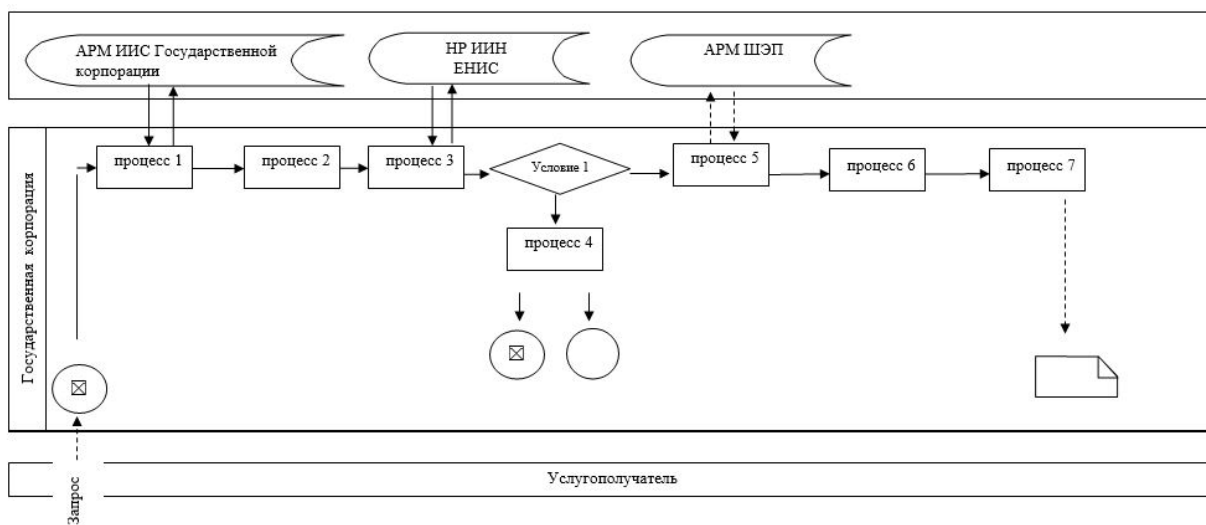 АРМ ИИС Государственной
корпорации
НР ИИН
ЕНИС
АРМ ШЭП
Государственная корпорация
процесс 1
процесс 2
процесс 3
Условие 1
процесс 5
процесс 6
процесс 7
процесс 4
Запрос
Услугополучатель